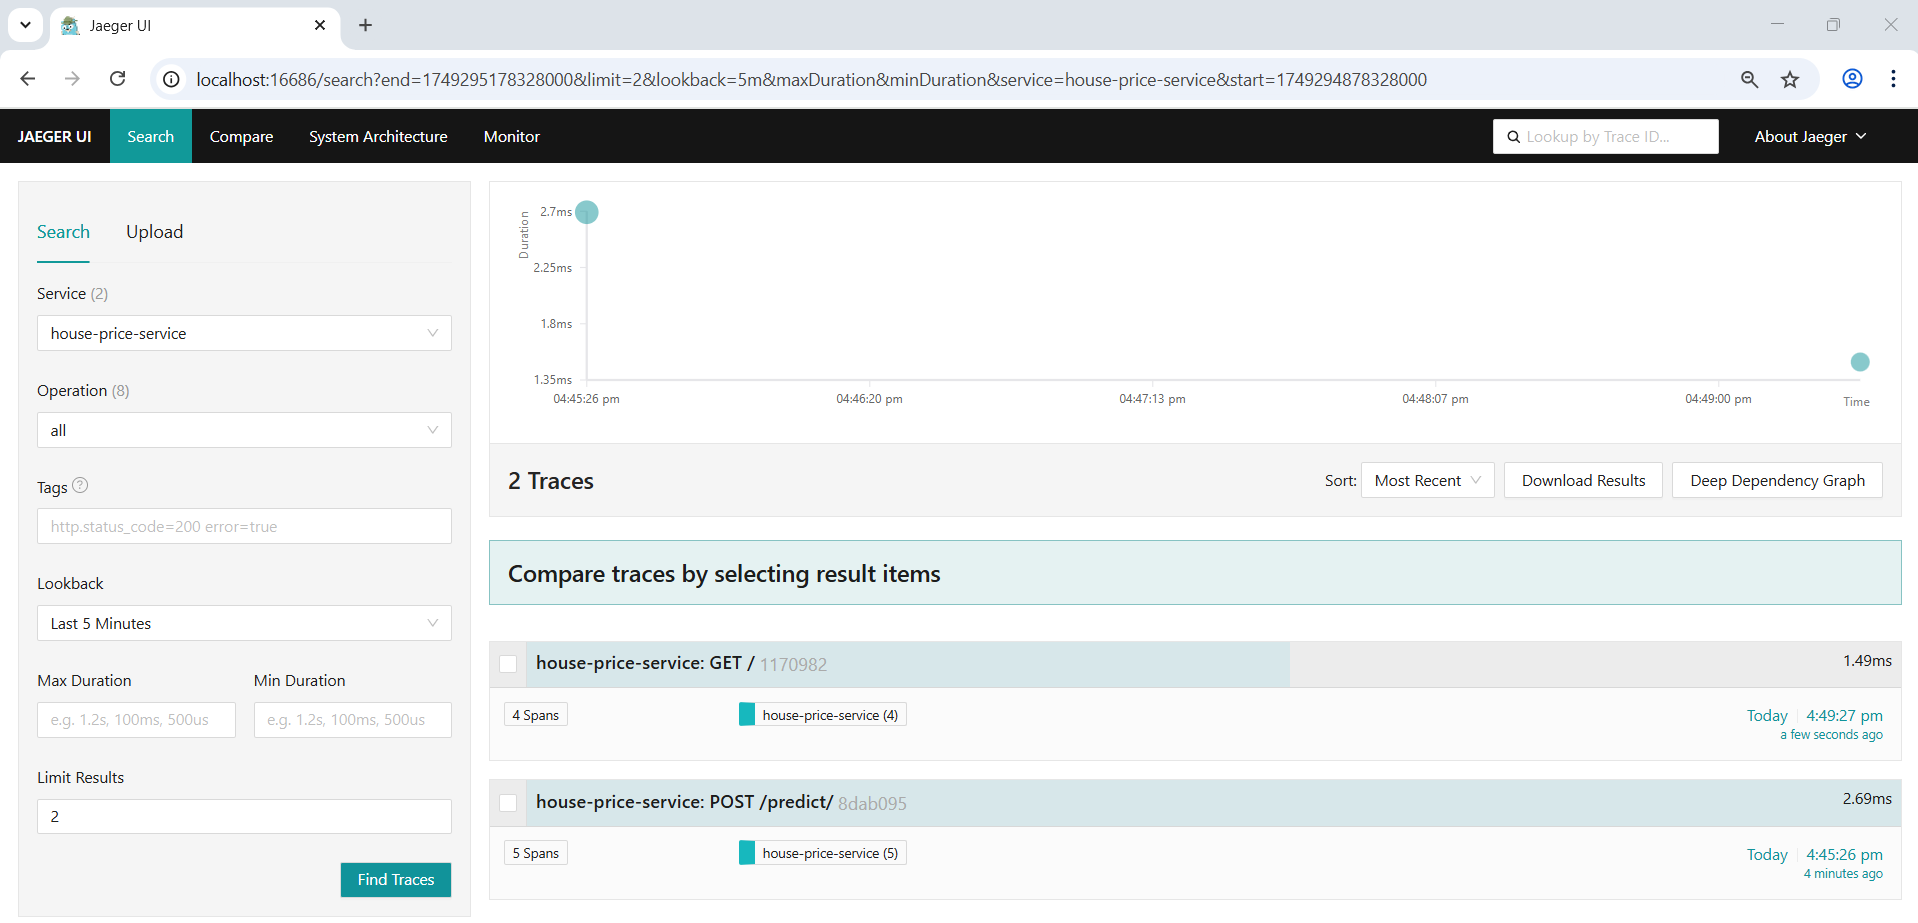 Jaeger UI
localhost:16686/search?end=1749295178328000&limit=2&lookback=5m&maxDuration&minDuration&service=house-price-service&start=1749294878328000
JAEGER UI Search Compare System Architecture Monitor Lookup by Trace ID... About Jaeger
Search Upload
Service (2)
house-price-service
Operation (8)
all
Tags ?
http.status_code=200 error=true
Lookback
Last 5 Minutes
Max Duration Min Duration
e.g. 1.2s, 100ms, 500us e.g. 1.2s, 100ms, 500us
Limit Results
2
Find Traces
Duration
2.7ms
2.25ms
1.8ms
1.35ms
04:45:26 pm 04:46:20 pm 04:47:13 pm 04:48:07 pm 04:49:00 pm Time
2 Traces Sort: Most Recent Download Results Deep Dependency Graph
Compare traces by selecting result items
house-price-service: GET / 1170982 1.49ms
4 Spans house-price-service (4) Today 4:49:27 pm
a few seconds ago
house-price-service: POST /predict/ 8dab095 2.69ms
5 Spans house-price-service (5) Today 4:45:26 pm
4 minutes ago